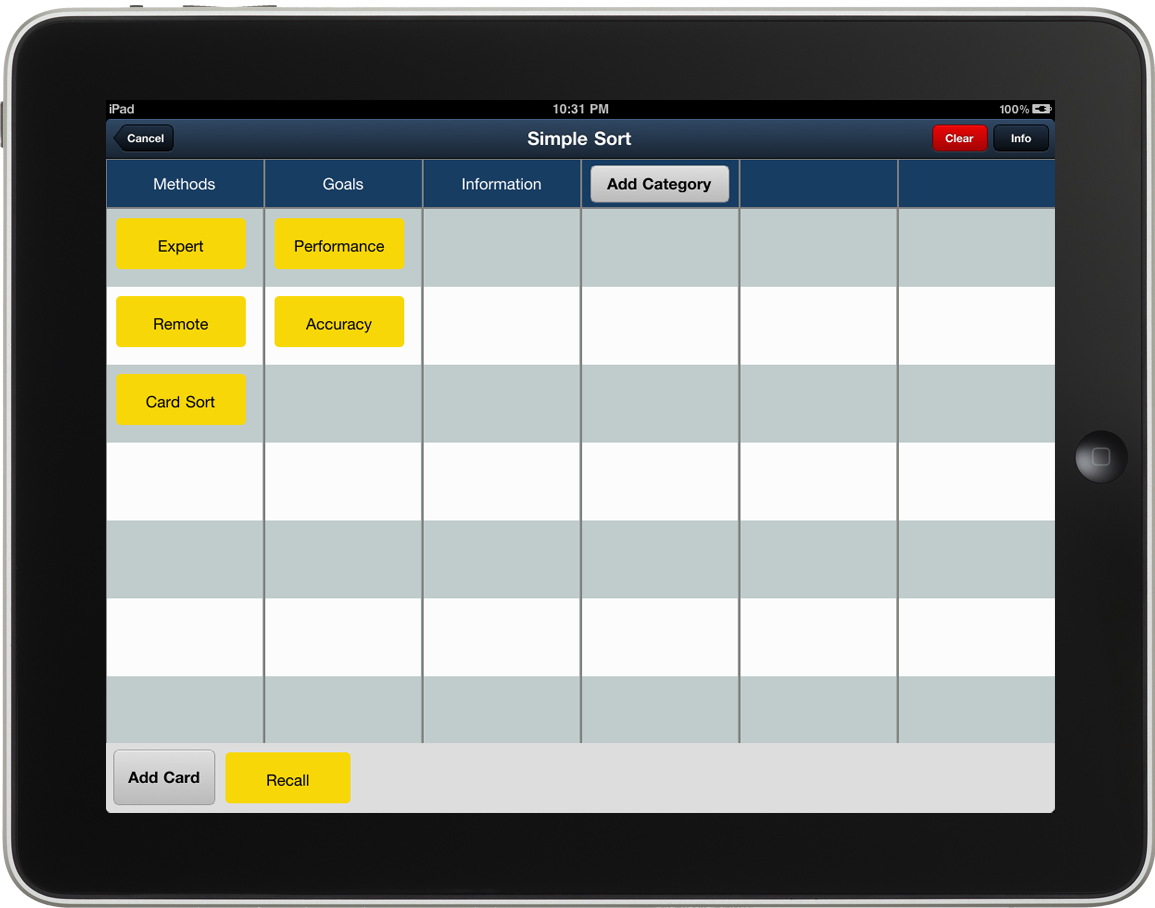 iPad 10:31 PM 100%
Cancel Simple Sort Clear Info
Methods Goals Information Add Category
Expert Performance
Remote Accuracy
Card Sort
Add Card Recall